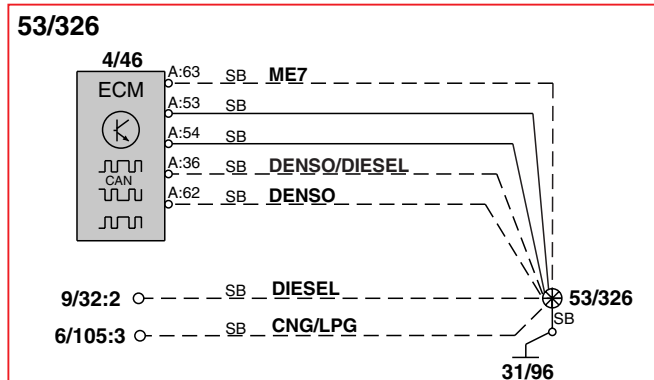 53/326
4/46
ECM
CAN
A:63 SB ME7
A:53 SB
A:54 SB
A:36 SB DENSO/DIESEL
A:62 SB DENSO
9/32:2 SB DIESEL
6/105:3 SB CNG/LPG
53/326
SB
31/96